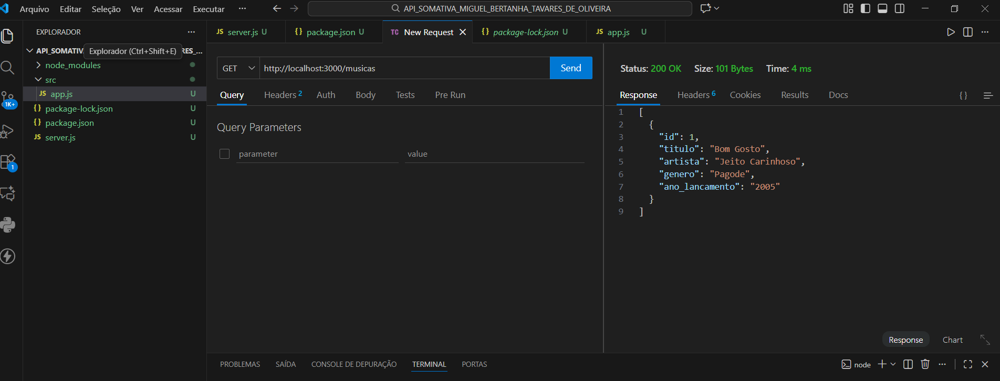 Arquivo Editar Seleção Ver Acessar Executar ··· API_SOMATIVA_MIGUEL_BERTANHA_TAVARES_DE_OLIVEIRA
EXPLORADOR ···
JS server.js U {} package.json U TC New Request {} package-lock.json U JS app.js U
API_SOMATIV RES_...
Explorador (Ctrl+Shift+E)
node_modules
src
JS app.js U
{} package-lock.json U
{} package.json U
JS server.js U
1K+
1
GET http://localhost:3000/musicas Send
Query Headers 2 Auth Body Tests Pre Run
Query Parameters
parameter value
Status: 200 OK Size: 101 Bytes Time: 4 ms
Response Headers 6 Cookies Results Docs {}
1 [
2 {
3 "id": 1,
4 "titulo": "Bom Gosto",
5 "artista": "Jeito Carinhoso",
6 "genero": "Pagode",
7 "ano_lancamento": "2005"
8 }
9 ]
Response Chart
PROBLEMAS SAÍDA CONSOLE DE DEPURAÇÃO TERMINAL PORTAS node ···